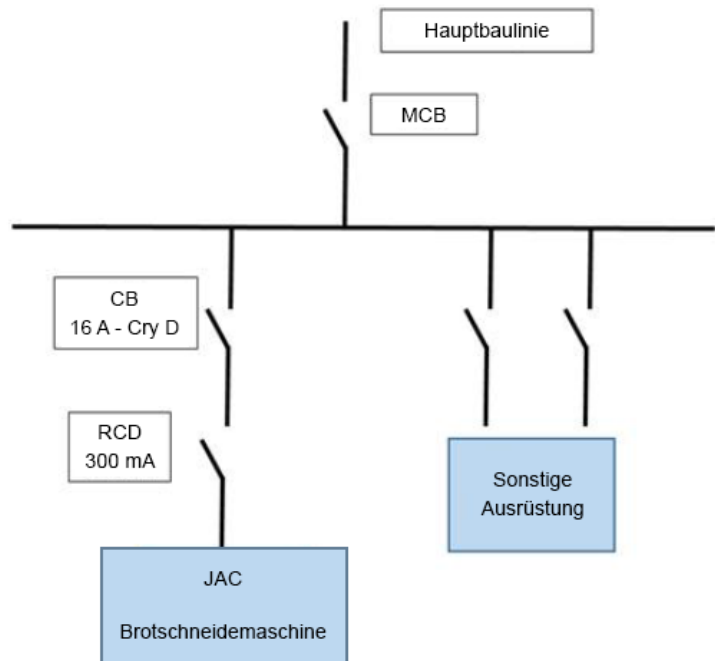 Hauptbaulinie
MCB
CB
16 A - Cry D
RCD
300 mA
Sonstige
Ausrüstung
JAC
Brotschneidemaschine